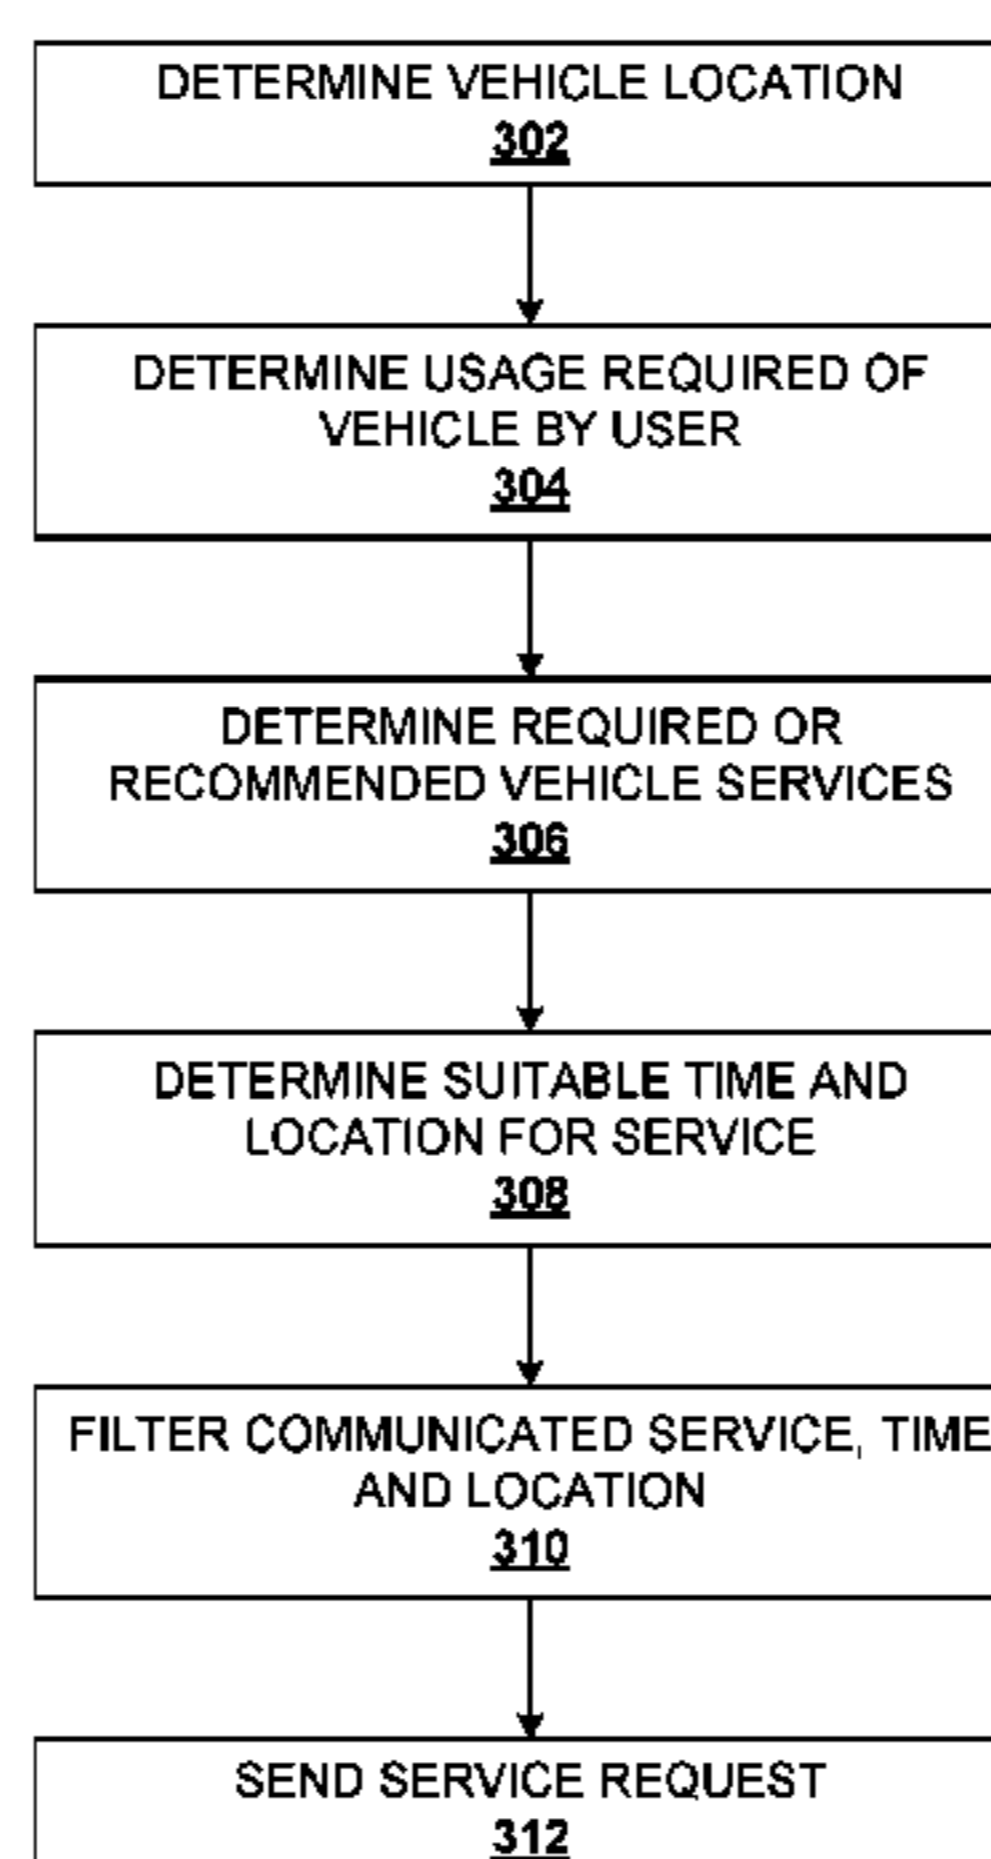 DETERMINE VEHICLE LOCATION
302
DETERMINE USAGE REQUIRED OF
VEHICLE BY USER
304
DETERMINE REQUIRED OR
RECOMMENDED VEHICLE SERVICES
306
DETERMINE SUITABLE TIME AND
LOCATION FOR SERVICE
308
FILTER COMMUNICATED SERVICE, TIME
AND LOCATION
310
SEND SERVICE REQUEST
312